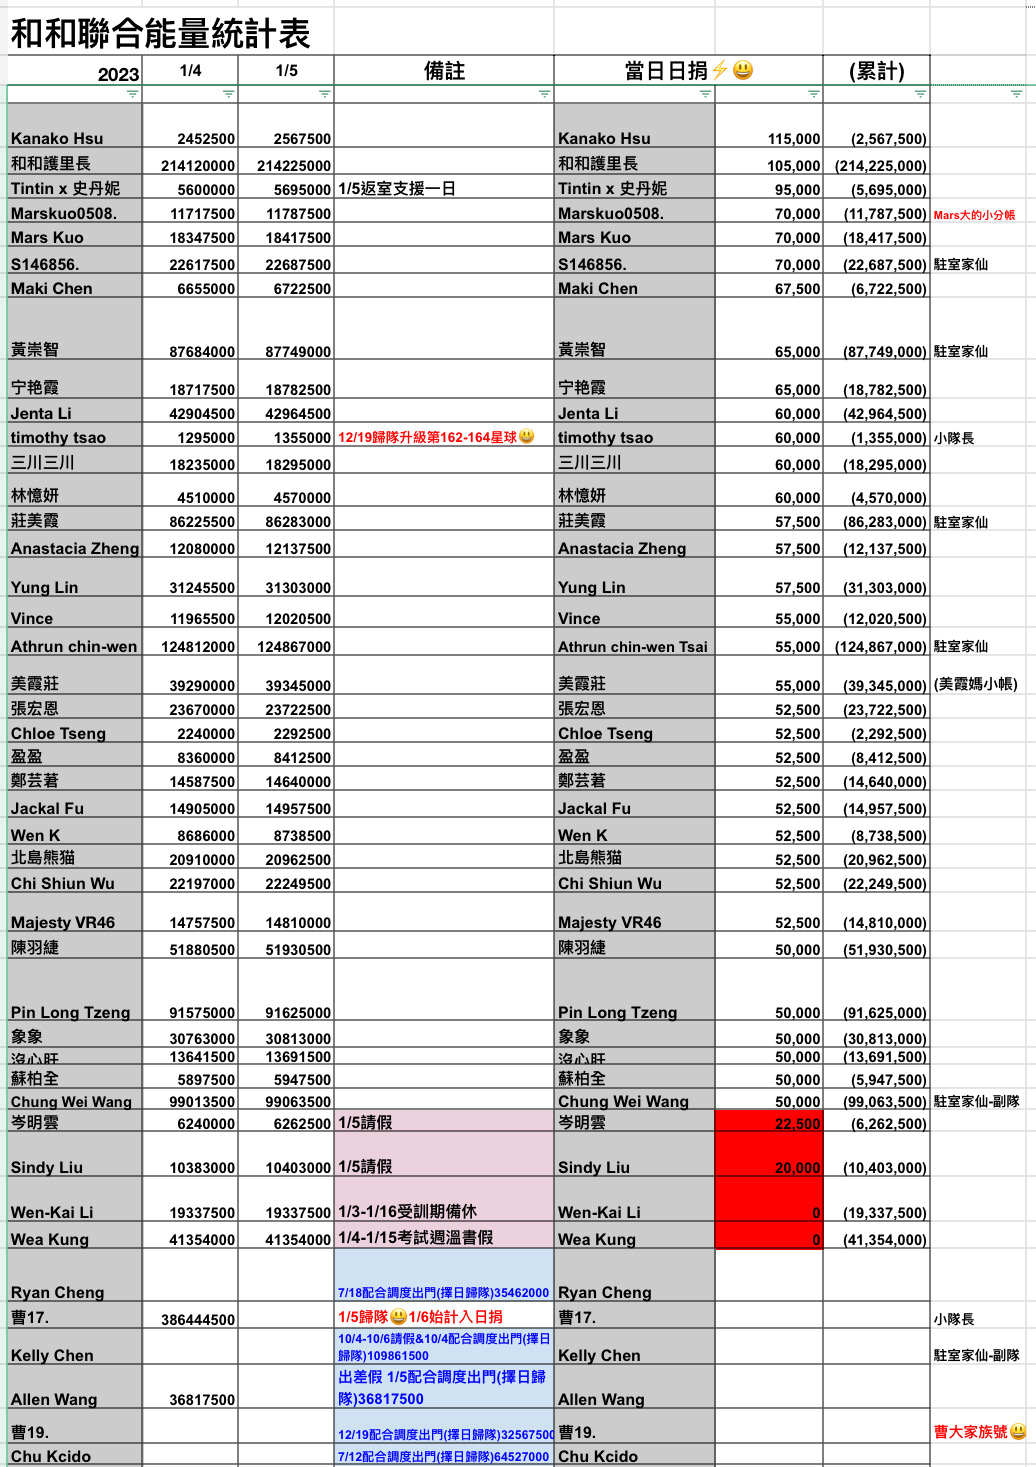 和和聯合能量統計表
2023 1/4 1/5 備註 當日日捐⚡😃 (累計)
Kanako Hsu 2452500 2567500 Kanako Hsu 115,000 (2,567,500)
和和護里長 214120000 214225000 和和護里長 105,000 (214,225,000)
Tintin x 史丹妮 5600000 5695000 1/5返室支援一日 Tintin x 史丹妮 95,000 (5,695,000)
Marskuo0508. 11717500 11787500 Marskuo0508. 70,000 (11,787,500) Mars大的小分帳
Mars Kuo 18347500 18417500 Mars Kuo 70,000 (18,417,500)
S146856. 22617500 22687500 S146856. 70,000 (22,687,500) 駐室家仙
Maki Chen 6655000 6722500 Maki Chen 67,500 (6,722,500)
黃崇智 87684000 87749000 黃崇智 65,000 (87,749,000) 駐室家仙
宁艳霞 18717500 18782500 宁艳霞 65,000 (18,782,500)
Jenta Li 42904500 42964500 Jenta Li 60,000 (42,964,500)
timothy tsao 1295000 1355000 12/19歸隊升級第162-164星球😃 timothy tsao 60,000 (1,355,000) 小隊長
三川三川 18235000 18295000 三川三川 60,000 (18,295,000)
林憶妍 4510000 4570000 林憶妍 60,000 (4,570,000)
莊美霞 86225500 86283000 莊美霞 57,500 (86,283,000) 駐室家仙
Anastacia Zheng 12080000 12137500 Anastacia Zheng 57,500 (12,137,500)
Yung Lin 31245500 31303000 Yung Lin 57,500 (31,303,000)
Vince 11965500 12020500 Vince 55,000 (12,020,500)
Athrun chin-wen 124812000 124867000 Athrun chin-wen Tsai 55,000 (124,867,000) 駐室家仙
美霞莊 39290000 39345000 美霞莊 55,000 (39,345,000) (美霞媽小帳)
張宏恩 23670000 23722500 張宏恩 52,500 (23,722,500)
Chloe Tseng 2240000 2292500 Chloe Tseng 52,500 (2,292,500)
盈盈 8360000 8412500 盈盈 52,500 (8,412,500)
鄭芸著 14587500 14640000 鄭芸著 52,500 (14,640,000)
Jackal Fu 14905000 14957500 Jackal Fu 52,500 (14,957,500)
Wen K 8686000 8738500 Wen K 52,500 (8,738,500)
北島熊猫 20910000 20962500 北島熊猫 52,500 (20,962,500)
Chi Shiun Wu 22197000 22249500 Chi Shiun Wu 52,500 (22,249,500)
Majesty VR46 14757500 14810000 Majesty VR46 52,500 (14,810,000)
陳羽緁 51880500 51930500 陳羽緁 50,000 (51,930,500)
Pin Long Tzeng 91575000 91625000 Pin Long Tzeng 50,000 (91,625,000)
象象 30763000 30813000 象象 50,000 (30,813,000)
13641500 13691500 50,000 (13,691,500)
蘇柏全 5897500 5947500 蘇柏全 50,000 (5,947,500)
Chung Wei Wang 99013500 99063500 Chung Wei Wang 50,000 (99,063,500) 駐室家仙-副隊
岑明雲 6240000 6262500 1/5請假 岑明雲 22,500 (6,262,500)
Sindy Liu 10383000 10403000 1/5請假 Sindy Liu 20,000 (10,403,000)
Wen-Kai Li 19337500 19337500 1/3-1/16受訓期備休 Wen-Kai Li 0 (19,337,500)
Wea Kung 41354000 41354000 1/4-1/15考試週溫書假 Wea Kung 0 (41,354,000)
Ryan Cheng 7/18配合調度出門(擇日歸隊)35462000 Ryan Cheng
曹17. 386444500 1/5歸隊😃1/6始計入日捐 曹17. 小隊長
10/4-10/6請假&10/4配合調度出門(擇日
Kelly Chen 歸隊)109861500 Kelly Chen 駐室家仙-副隊
出差假 1/5配合調度出門(擇日歸
Allen Wang 36817500 隊)36817500 Allen Wang
曹19. 12/19配合調度出門(擇日歸隊)32567500 曹19. 曹大家族號😃
Chu Kcido 7/12配合調度出門(擇日歸隊)64527000 Chu Kcido